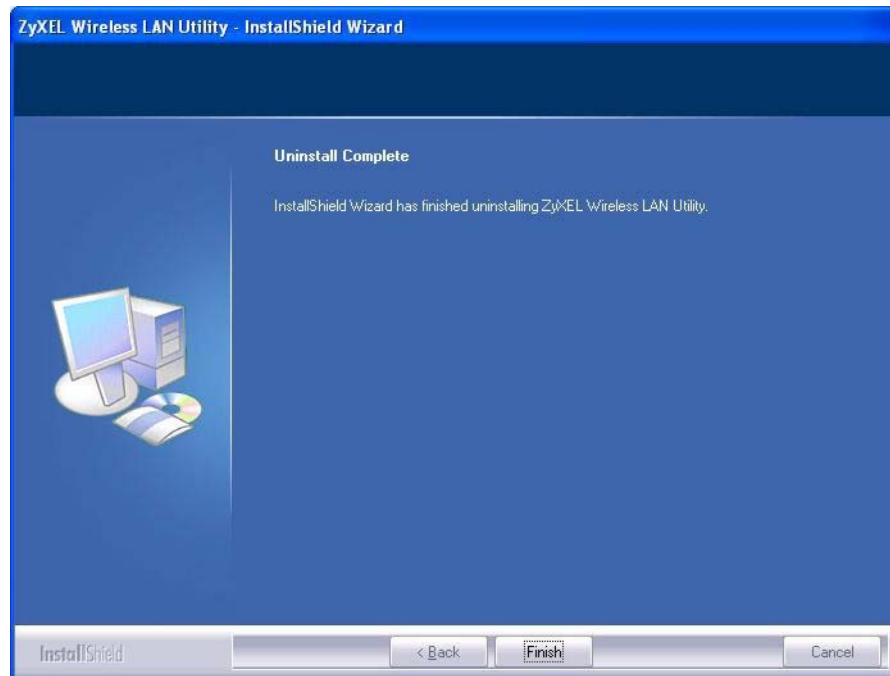 ZyXEL Wireless LAN Utility - InstallShield Wizard
Uninstall Complete
InstallShield Wizard has finished uninstalling ZyXEL Wireless LAN Utility.
InstallShield
< Back
Finish
Cancel